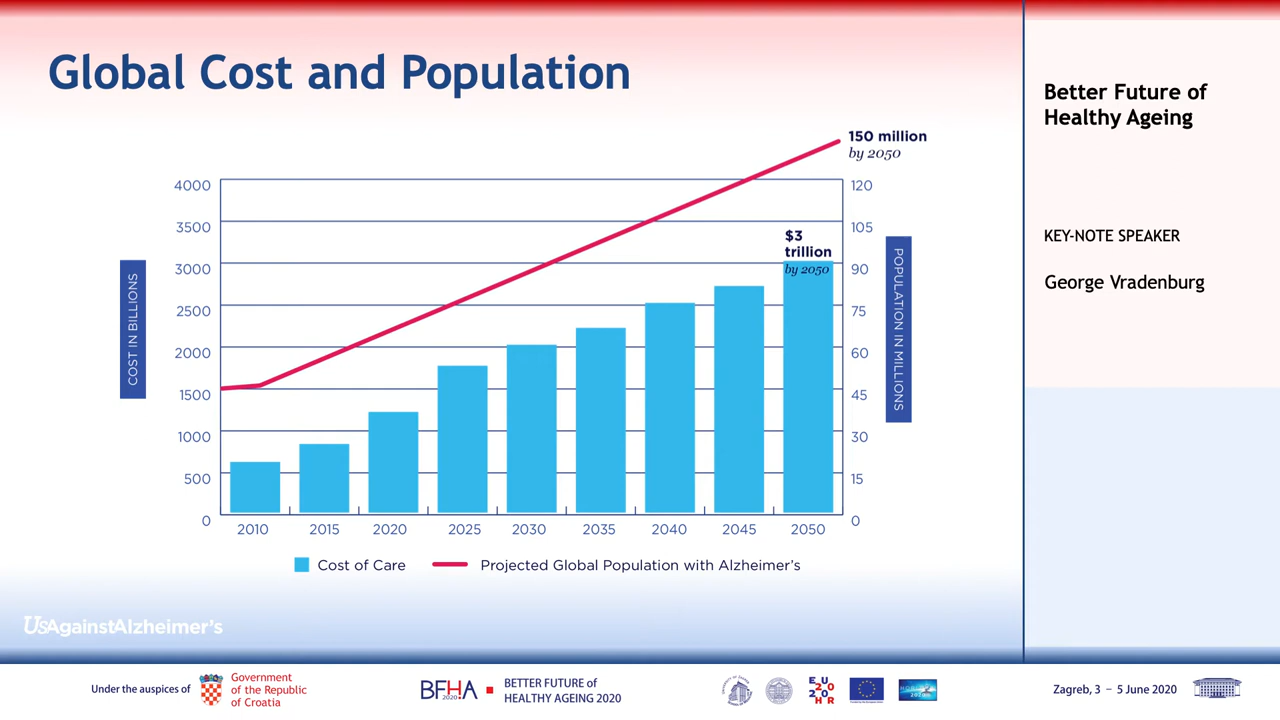 Global Cost and Population
Better Future of
Healthy Ageing
KEY-NOTE SPEAKER
George Vradenburg
150 million
by 2050
$3
trillion
by 2050
COST IN BILLIONS
4000
3500
3000
2500
2000
1500
1000
500
0
120
105
90
75
60
45
30
15
0
POPULATION IN MILLIONS
2010 2015 2020 2025 2030 2035 2040 2045 2050
Cost of Care
Projected Global Population with Alzheimer's
UsAgainstAlzheimer's
Under the auspices of
Government
of the Republic
of Croatia
BFHA
2020.
BETTER FUTURE of
HEALTHY AGEING 2020
EU
20
20
HR
Zagreb, 3 – 5 June 2020